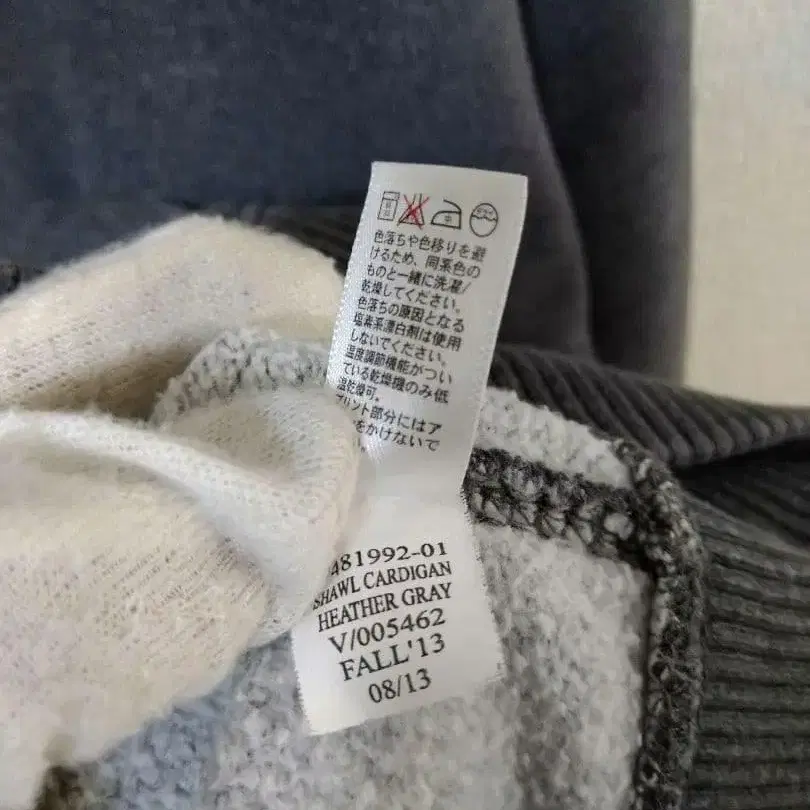 色落ちや色移りを避
けるため、同系色の
ものと一緒に洗濯/
乾燥してください。
色落ちの原因となる
塩素系漂白剤は使用
しないでください。
温度調節機能がつい
ている乾燥機のみ低
温乾燥可。
プリント部分にはア
をかけないで
481992-01
SHAWL CARDIGAN
HEATHER GRAY
V/005462
FALL'13
08/13